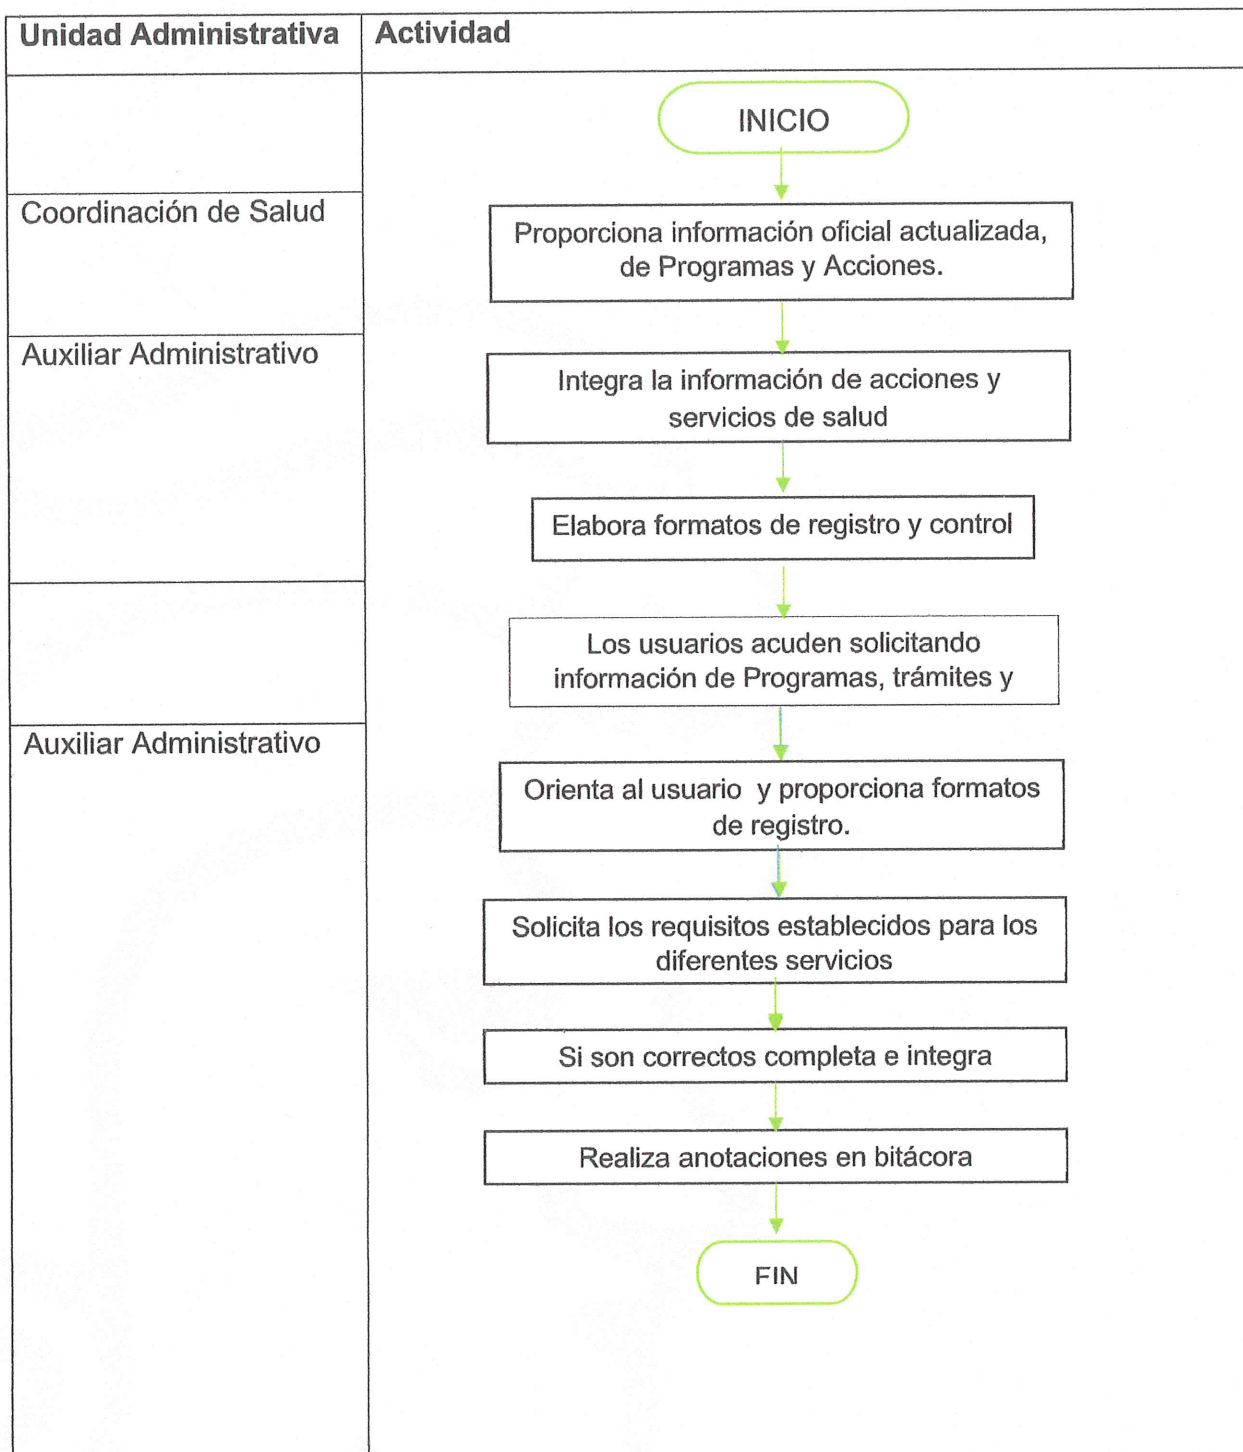 Unidad Administrativa
Actividad
INICIO
Coordinación de Salud
Proporciona información oficial actualizada,
de Programas y Acciones.
Auxiliar Administrativo
Integra la información de acciones y
servicios de salud
Elabora formatos de registro y control
Los usuarios acuden solicitando
información de Programas, trámites y
Auxiliar Administrativo
Orienta al usuario y proporciona formatos
de registro.
Solicita los requisitos establecidos para los
diferentes servicios
Si son correctos completa e integra
Realiza anotaciones en bitácora
FIN